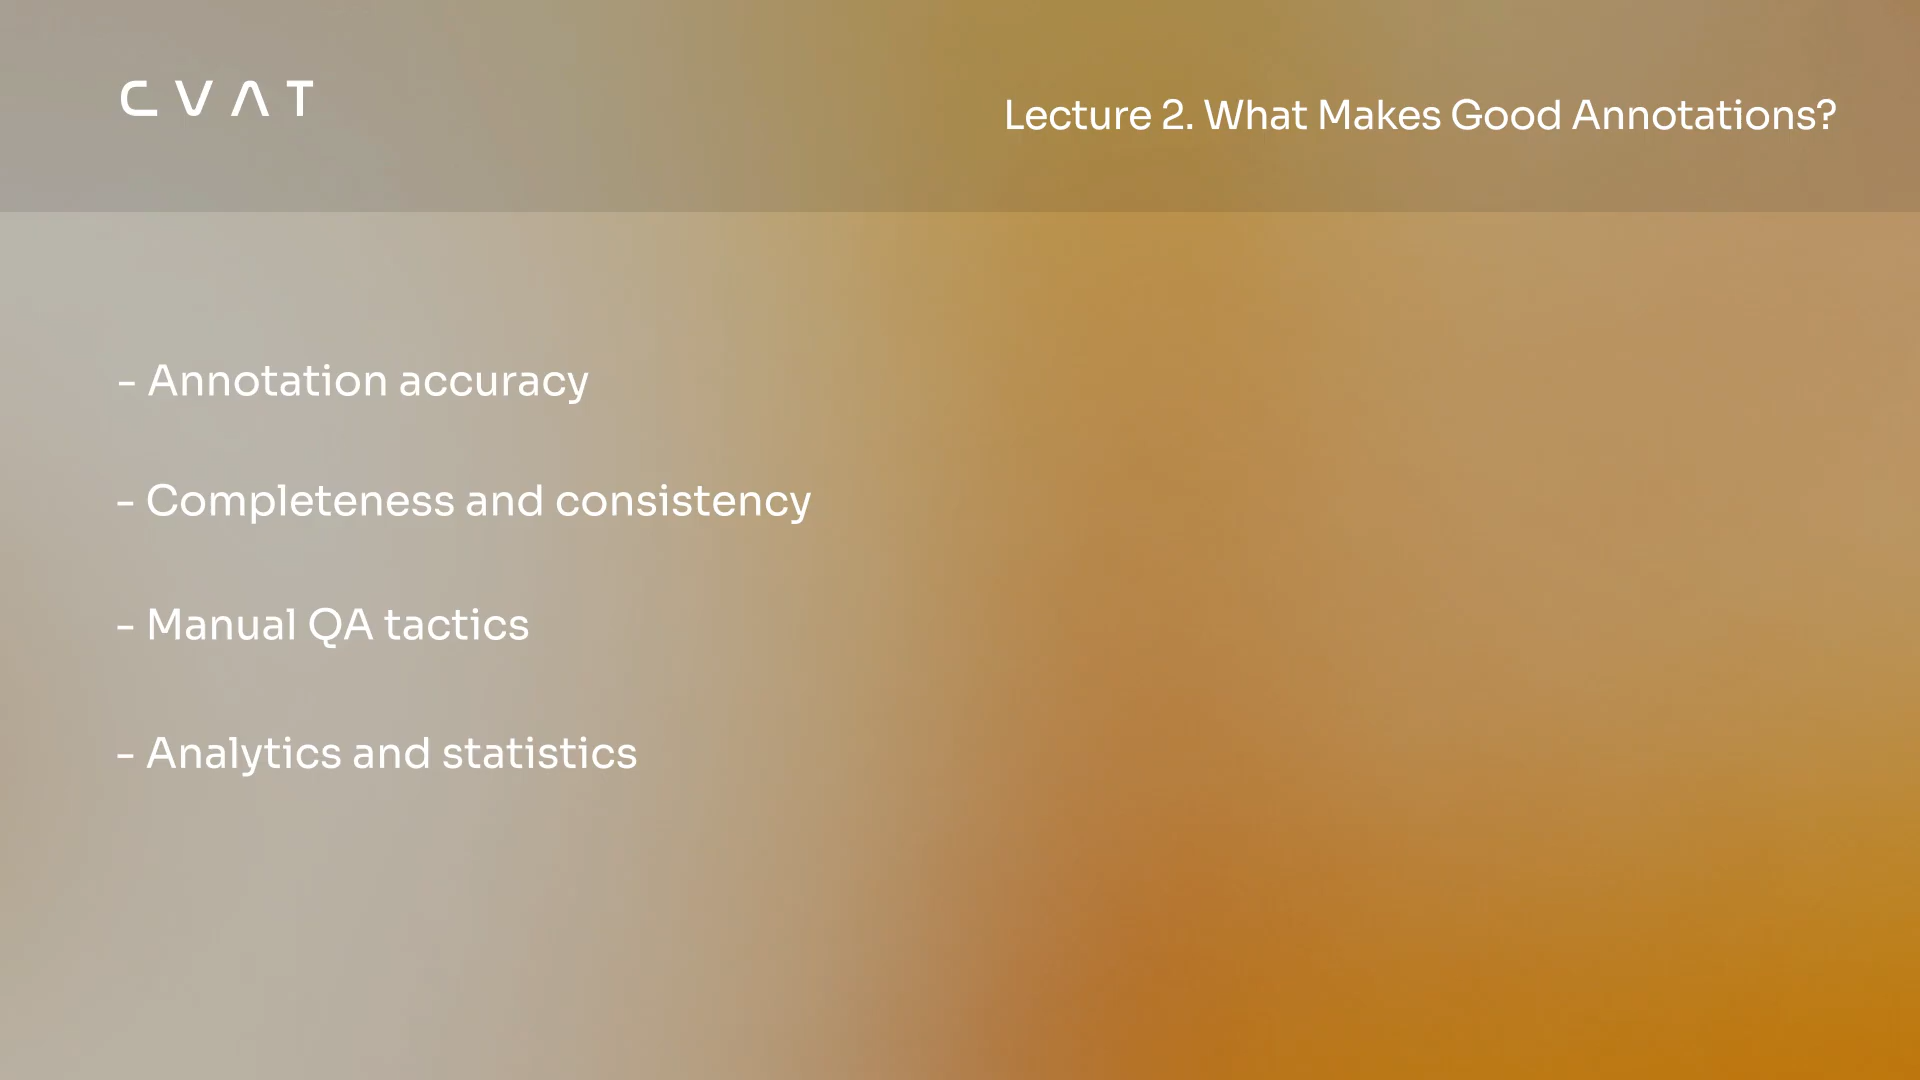 CVAT
Lecture 2. What Makes Good Annotations?
- Annotation accuracy
- Completeness and consistency
- Manual QA tactics
- Analytics and statistics